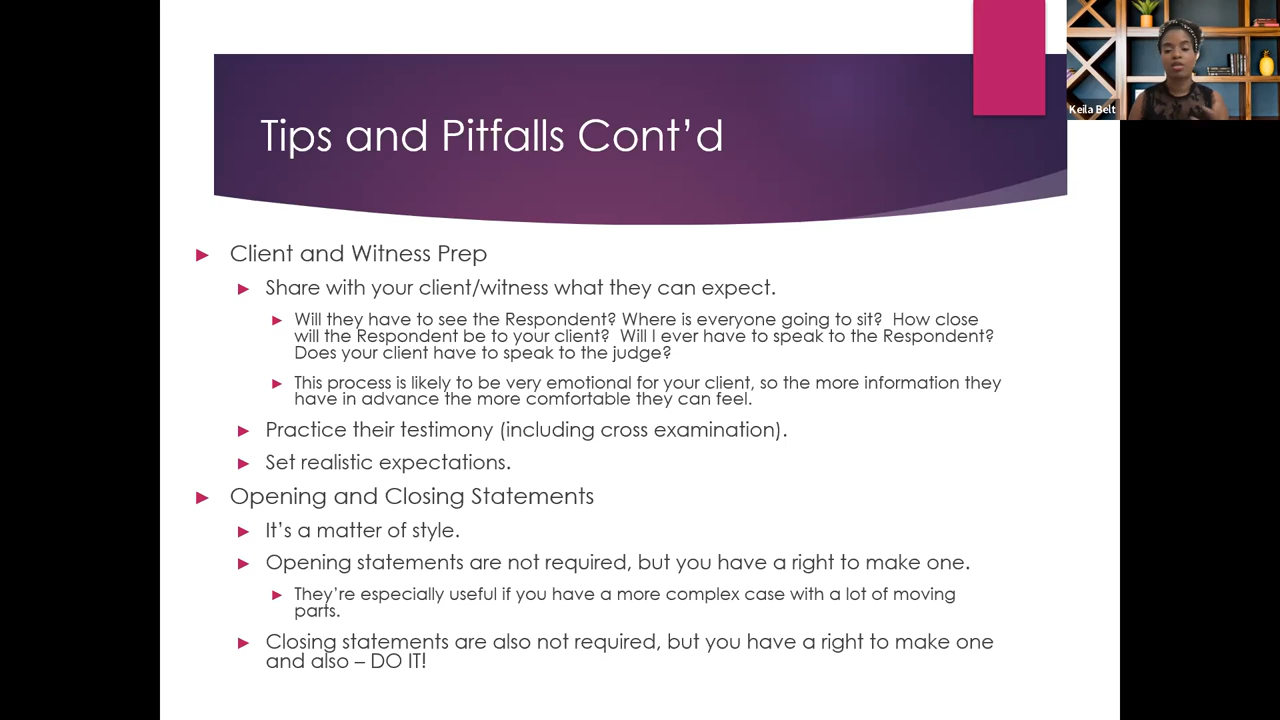 Tips and Pitfalls Cont’d
Keila Belt
► Client and Witness Prep
► Share with your client/witness what they can expect.
► Will they have to see the Respondent? Where is everyone going to sit? How close
will the Respondent be to your client? Will I ever have to speak to the Respondent?
Does your client have to speak to the judge?
► This process is likely to be very emotional for your client, so the more information they
have in advance the more comfortable they can feel.
► Practice their testimony (including cross examination).
► Set realistic expectations.
► Opening and Closing Statements
► It’s a matter of style.
► Opening statements are not required, but you have a right to make one.
► They’re especially useful if you have a more complex case with a lot of moving
parts.
► Closing statements are also not required, but you have a right to make one
and also – DO IT!